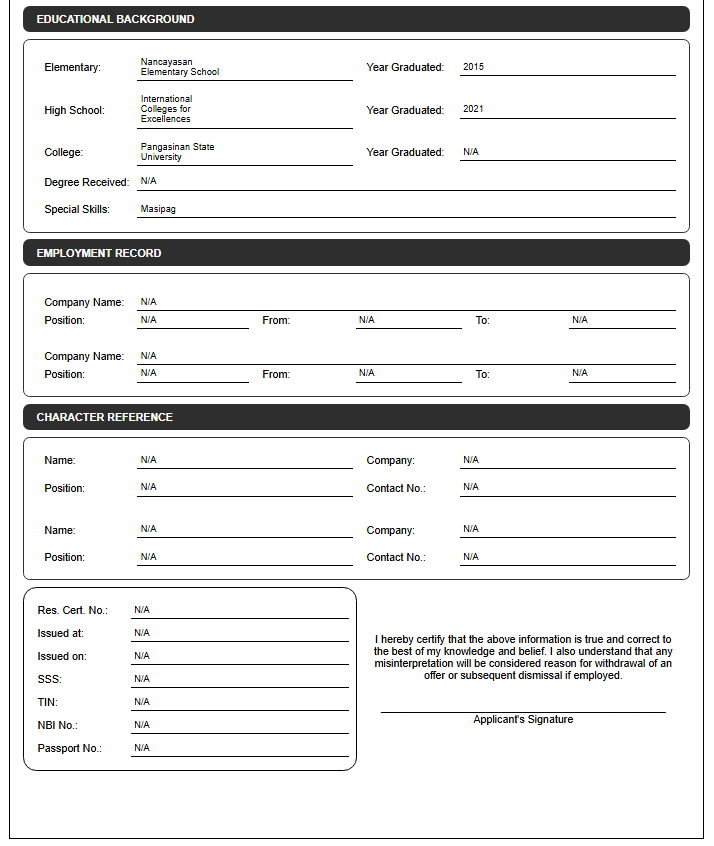 EDUCATIONAL BACKGROUND
Elementary: Nancayasan Elementary School Year Graduated: 2015
High School: International Colleges for Excellences Year Graduated: 2021
College: Pangasinan State University Year Graduated: N/A
Degree Received: N/A
Special Skills: Masipag
EMPLOYMENT RECORD
Company Name: N/A
Position: N/A From: N/A To: N/A
Company Name: N/A
Position: N/A From: N/A To: N/A
CHARACTER REFERENCE
Name: N/A Company: N/A
Position: N/A Contact No.: N/A
Name: N/A Company: N/A
Position: N/A Contact No.: N/A
Res. Cert. No.: N/A
Issued at: N/A
Issued on: N/A
SSS: N/A
TIN: N/A
NBI No.: N/A
Passport No.: N/A
I hereby certify that the above information is true and correct to
the best of my knowledge and belief. I also understand that any
misinterpretation will be considered reason for withdrawal of an
offer or subsequent dismissal if employed.
Applicant's Signature